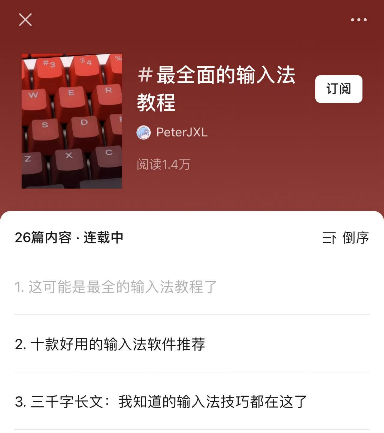 #最全面的输入法
教程
订阅
PeterJXL
阅读1.4万
26篇内容 · 连载中
倒序
1. 这可能是最全的输入法教程了
2. 十款好用的输入法软件推荐
3. 三千字长文：我知道的输入法技巧都在这了
W
E
S
D
Z
X
C